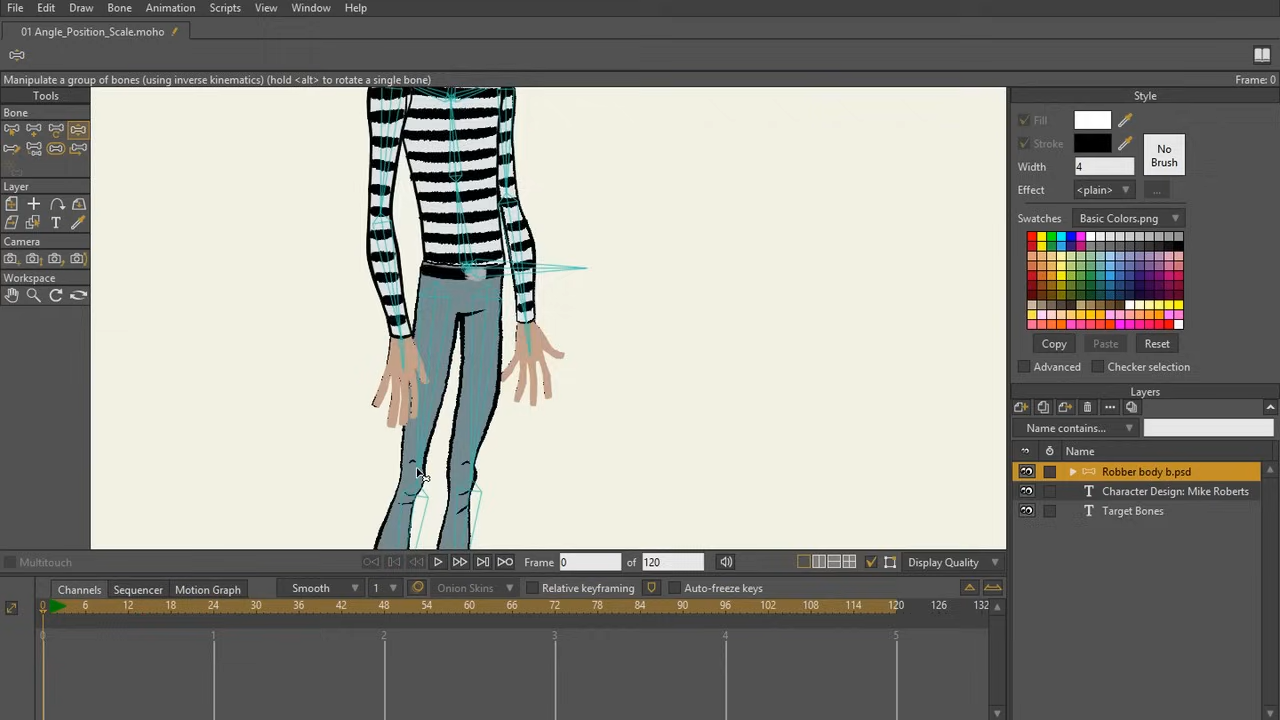 File Edit Draw Bone Animation Scripts View Window Help
01 Angle_Position_Scale.moho
Manipulate a group of bones (using inverse kinematics) (hold <alt> to rotate a single bone) Frame: 0
Tools
Bone
Layer
Camera
Workspace
Style
Fill
Stroke
No Brush
Width 4
Effect <plain> ...
Swatches Basic Colors.png
Copy Paste Reset
Advanced Checker selection
Layers
Name contains...
Name
Robber body b.psd
Character Design: Mike Roberts
Target Bones
Multitouch Frame 0 of 120 Display Quality
Channels Sequencer Motion Graph Smooth 1 Onion Skins Relative keyframing Auto-freeze keys
0 6 12 18 24 30 36 42 48 54 60 66 72 78 84 90 96 102 108 114 120 126 132
0 1 2 3 4 5